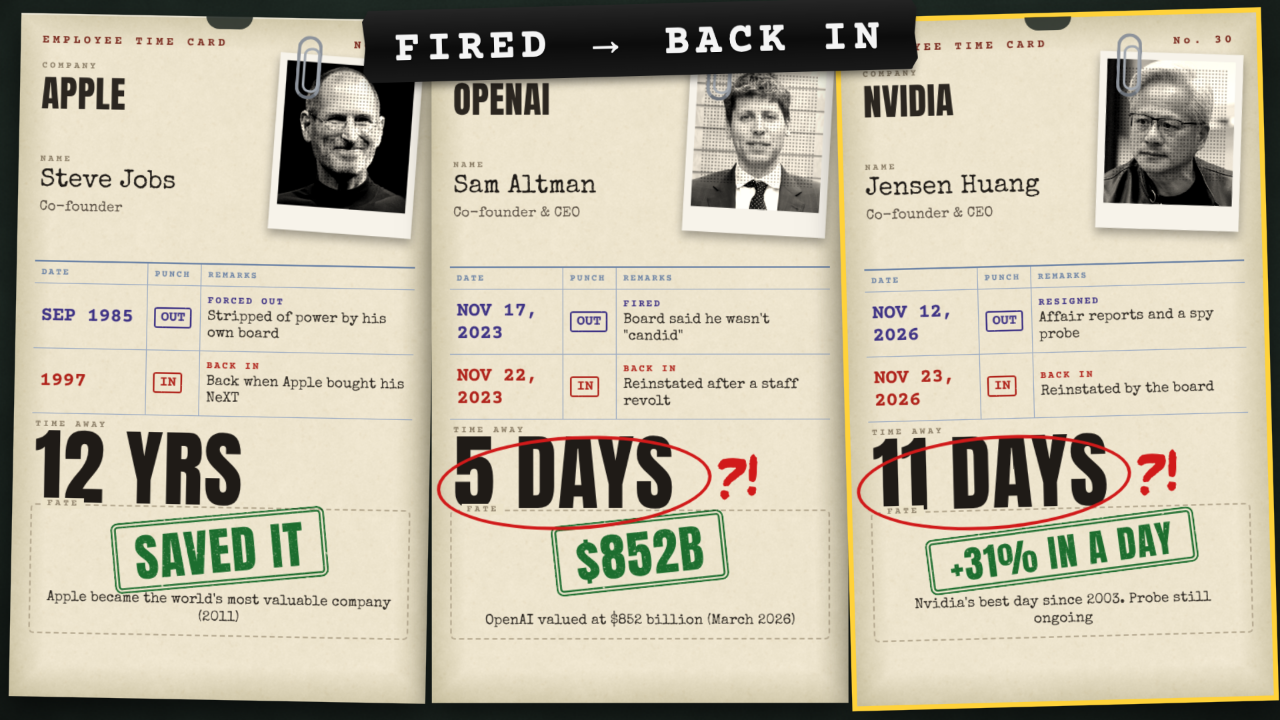 FIRED → BACK IN
EMPLOYEE TIME CARD
COMPANY
APPLE
NAME
Steve Jobs
Co-founder
DATE
PUNCH
REMARKS
SEP 1985
OUT
FORCED OUT
Stripped of power by his
own board
1997
IN
BACK IN
Back when Apple bought his
NeXT
TIME AWAY
12 YRS
FATE
SAVED IT
Apple became the world's most valuable company
(2011)
OPENAI
NAME
Sam Altman
Co-founder & CEO
DATE
PUNCH
REMARKS
NOV 17,
2023
OUT
FIRED
Board said he wasn't
"candid"
NOV 22,
2023
IN
BACK IN
Reinstated after a staff
revolt
TIME AWAY
5 DAYS
?!
FATE
$852B
OpenAI valued at $852 billion (March 2026)
TIME CARD
No. 30
COMPANY
NVIDIA
NAME
Jensen Huang
Co-founder & CEO
DATE
PUNCH
REMARKS
NOV 12,
2026
OUT
RESIGNED
Affair reports and a spy
probe
NOV 23,
2026
IN
BACK IN
Reinstated by the board
TIME AWAY
11 DAYS
?!
FATE
+31% IN A DAY
Nvidia's best day since 2003. Probe still
ongoing